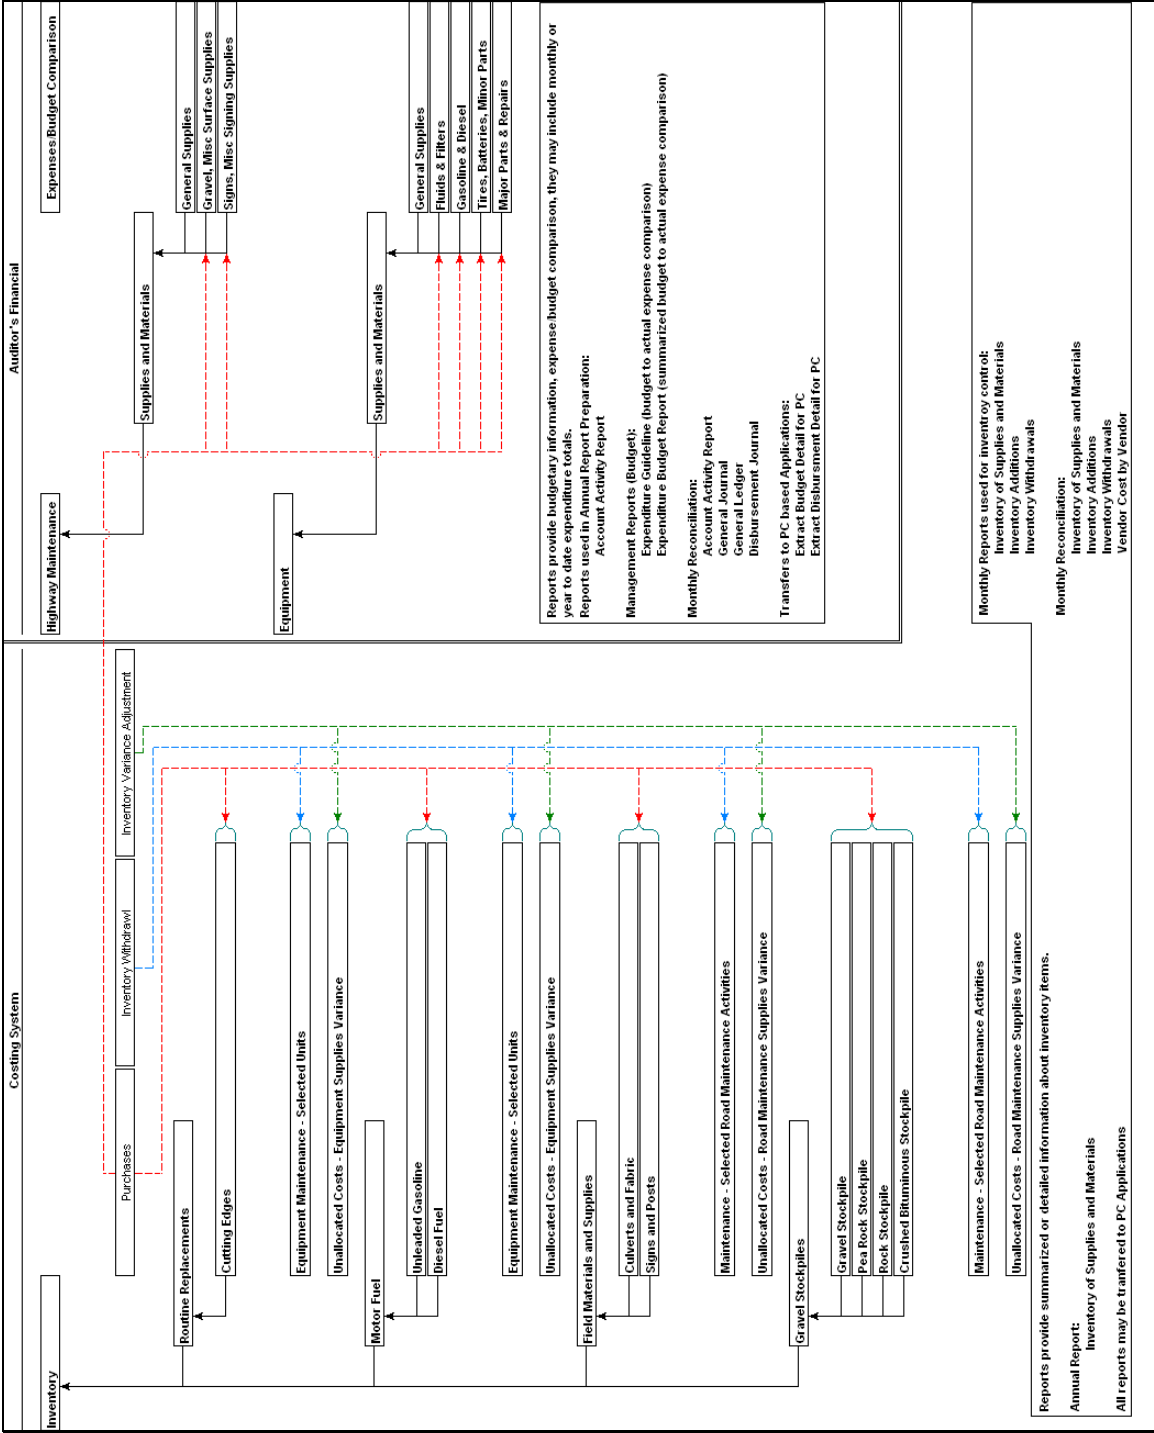 Costing System
Auditor's Financial
Inventory
Highway Maintenance
Expenses/Budget Comparison
Purchases
Inventory Withdrawl
Inventory Variance Adjustment
Supplies and Materials
Routine Replacements
General Supplies
Gravel, Misc Surface Supplies
Signs, Misc Signing Supplies
Cutting Edges
Equipment
Equipment Maintenance - Selected Units
Unallocated Costs - Equipment Supplies Variance
Motor Fuel
Supplies and Materials
Unleaded Gasoline
Diesel Fuel
General Supplies
Fluids & Filters
Gasoline & Diesel
Tires, Batteries, Minor Parts
Major Parts & Repairs
Equipment Maintenance - Selected Units
Unallocated Costs - Equipment Supplies Variance
Field Materials and Supplies
Culverts and Fabric
Signs and Posts
Maintenance - Selected Road Maintenance Activities
Unallocated Costs - Road Maintenance Supplies Variance
Gravel Stockpiles
Gravel Stockpile
Pea Rock Stockpile
Rock Stockpile
Crushed Bituminous Stockpile
Maintenance - Selected Road Maintenance Activities
Unallocated Costs - Road Maintenance Supplies Variance
Reports provide budgetary information, expense/budget comparison, they may include monthly or
year to date expenditure totals.
Reports used in Annual Report Preparation:
Account Activity Report
Management Reports (Budget):
Expenditure Guideline (budget to actual expense comparison)
Expenditure Budget Report (summarized budget to actual expense comparison)
Monthly Reconciliation:
Account Activity Report
General Journal
General Ledger
Disbursement Journal
Transfers to PC based Applications:
Extract Budget Detail for PC
Extract Disbursment Detail for PC
Monthly Reports used for inventroy control:
Inventory of Supplies and Materials
Inventory Additions
Inventory Withdrawals
Monthly Reconciliation:
Inventory of Supplies and Materials
Inventory Additions
Inventory Withdrawals
Vendor Cost by Vendor
Reports provide summarized or detailed information about inventory items.
Annual Report:
Inventory of Supplies and Materials
All reports may be tranfered to PC Applications